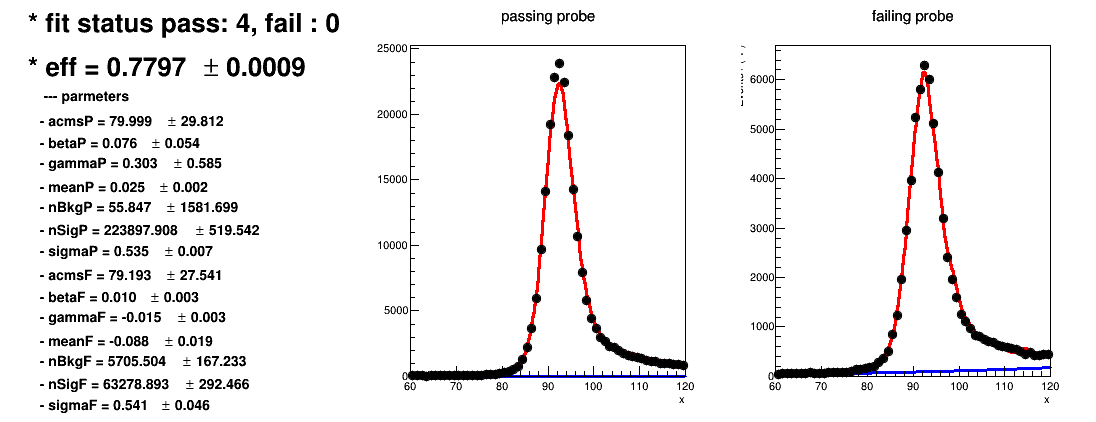 * fit status pass: 4, fail : 0
* eff = 0.7797 ± 0.0009
--- parmeters
- acmsP = 79.999 ± 29.812
- betaP = 0.076 ± 0.054
- gammaP = 0.303 ± 0.585
- meanP = 0.025 ± 0.002
- nBkgP = 55.847 ± 1581.699
- nSigP = 223897.908 ± 519.542
- sigmaP = 0.535 ± 0.007
- acmsF = 79.193 ± 27.541
- betaF = 0.010 ± 0.003
- gammaF = -0.015 ± 0.003
- meanF = -0.088 ± 0.019
- nBkgF = 5705.504 ± 167.233
- nSigF = 63278.893 ± 292.466
- sigmaF = 0.541 ± 0.046
passing probe
25000
20000
15000
10000
5000
0
60 70 80 90 100 110 120
x
failing probe
6000
5000
4000
3000
2000
1000
0
60 70 80 90 100 110 120
x